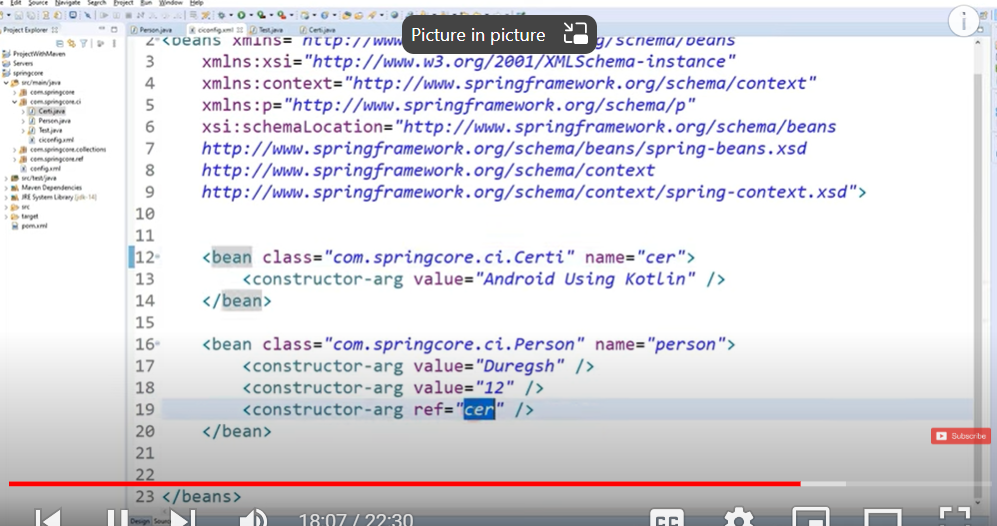 Edit Source Navigate Search Project Run Window Help
Project Explorer
Person.java ciconfig.xml Test.java Certi.java
Picture in picture
ProjectWithMaven
Servers
springcore
src/main/java
com.springcore
com.springcore.ci
Certi.java
Person.java
Test.java
ciconfig.xml
com.springcore.collections
com.springcore.ref
config.xml
src/test/java
Maven Dependencies
JRE System Library [jdk-14]
src
target
pom.xml
2 <beans xmlns="http://www.  g/schema/beans
3 xmlns:xsi="http://www.w3.org/2001/XMLSchema-instance"
4 xmlns:context="http://www.springframework.org/schema/context"
5 xmlns:p="http://www.springframework.org/schema/p"
6 xsi:schemaLocation="http://www.springframework.org/schema/beans
7 http://www.springframework.org/schema/beans/spring-beans.xsd
8 http://www.springframework.org/schema/context
9 http://www.springframework.org/schema/context/spring-context.xsd">
10
11
12 <bean class="com.springcore.ci.Certi" name="cer">
13 <constructor-arg value="Android Using Kotlin" />
14 </bean>
15
16 <bean class="com.springcore.ci.Person" name="person">
17 <constructor-arg value="Duregsh" />
18 <constructor-arg value="12" />
19 <constructor-arg ref="cer" />
20 </bean>
21
22
23 </beans>
Subscribe
Design Source
18:07 / 22:30
CC